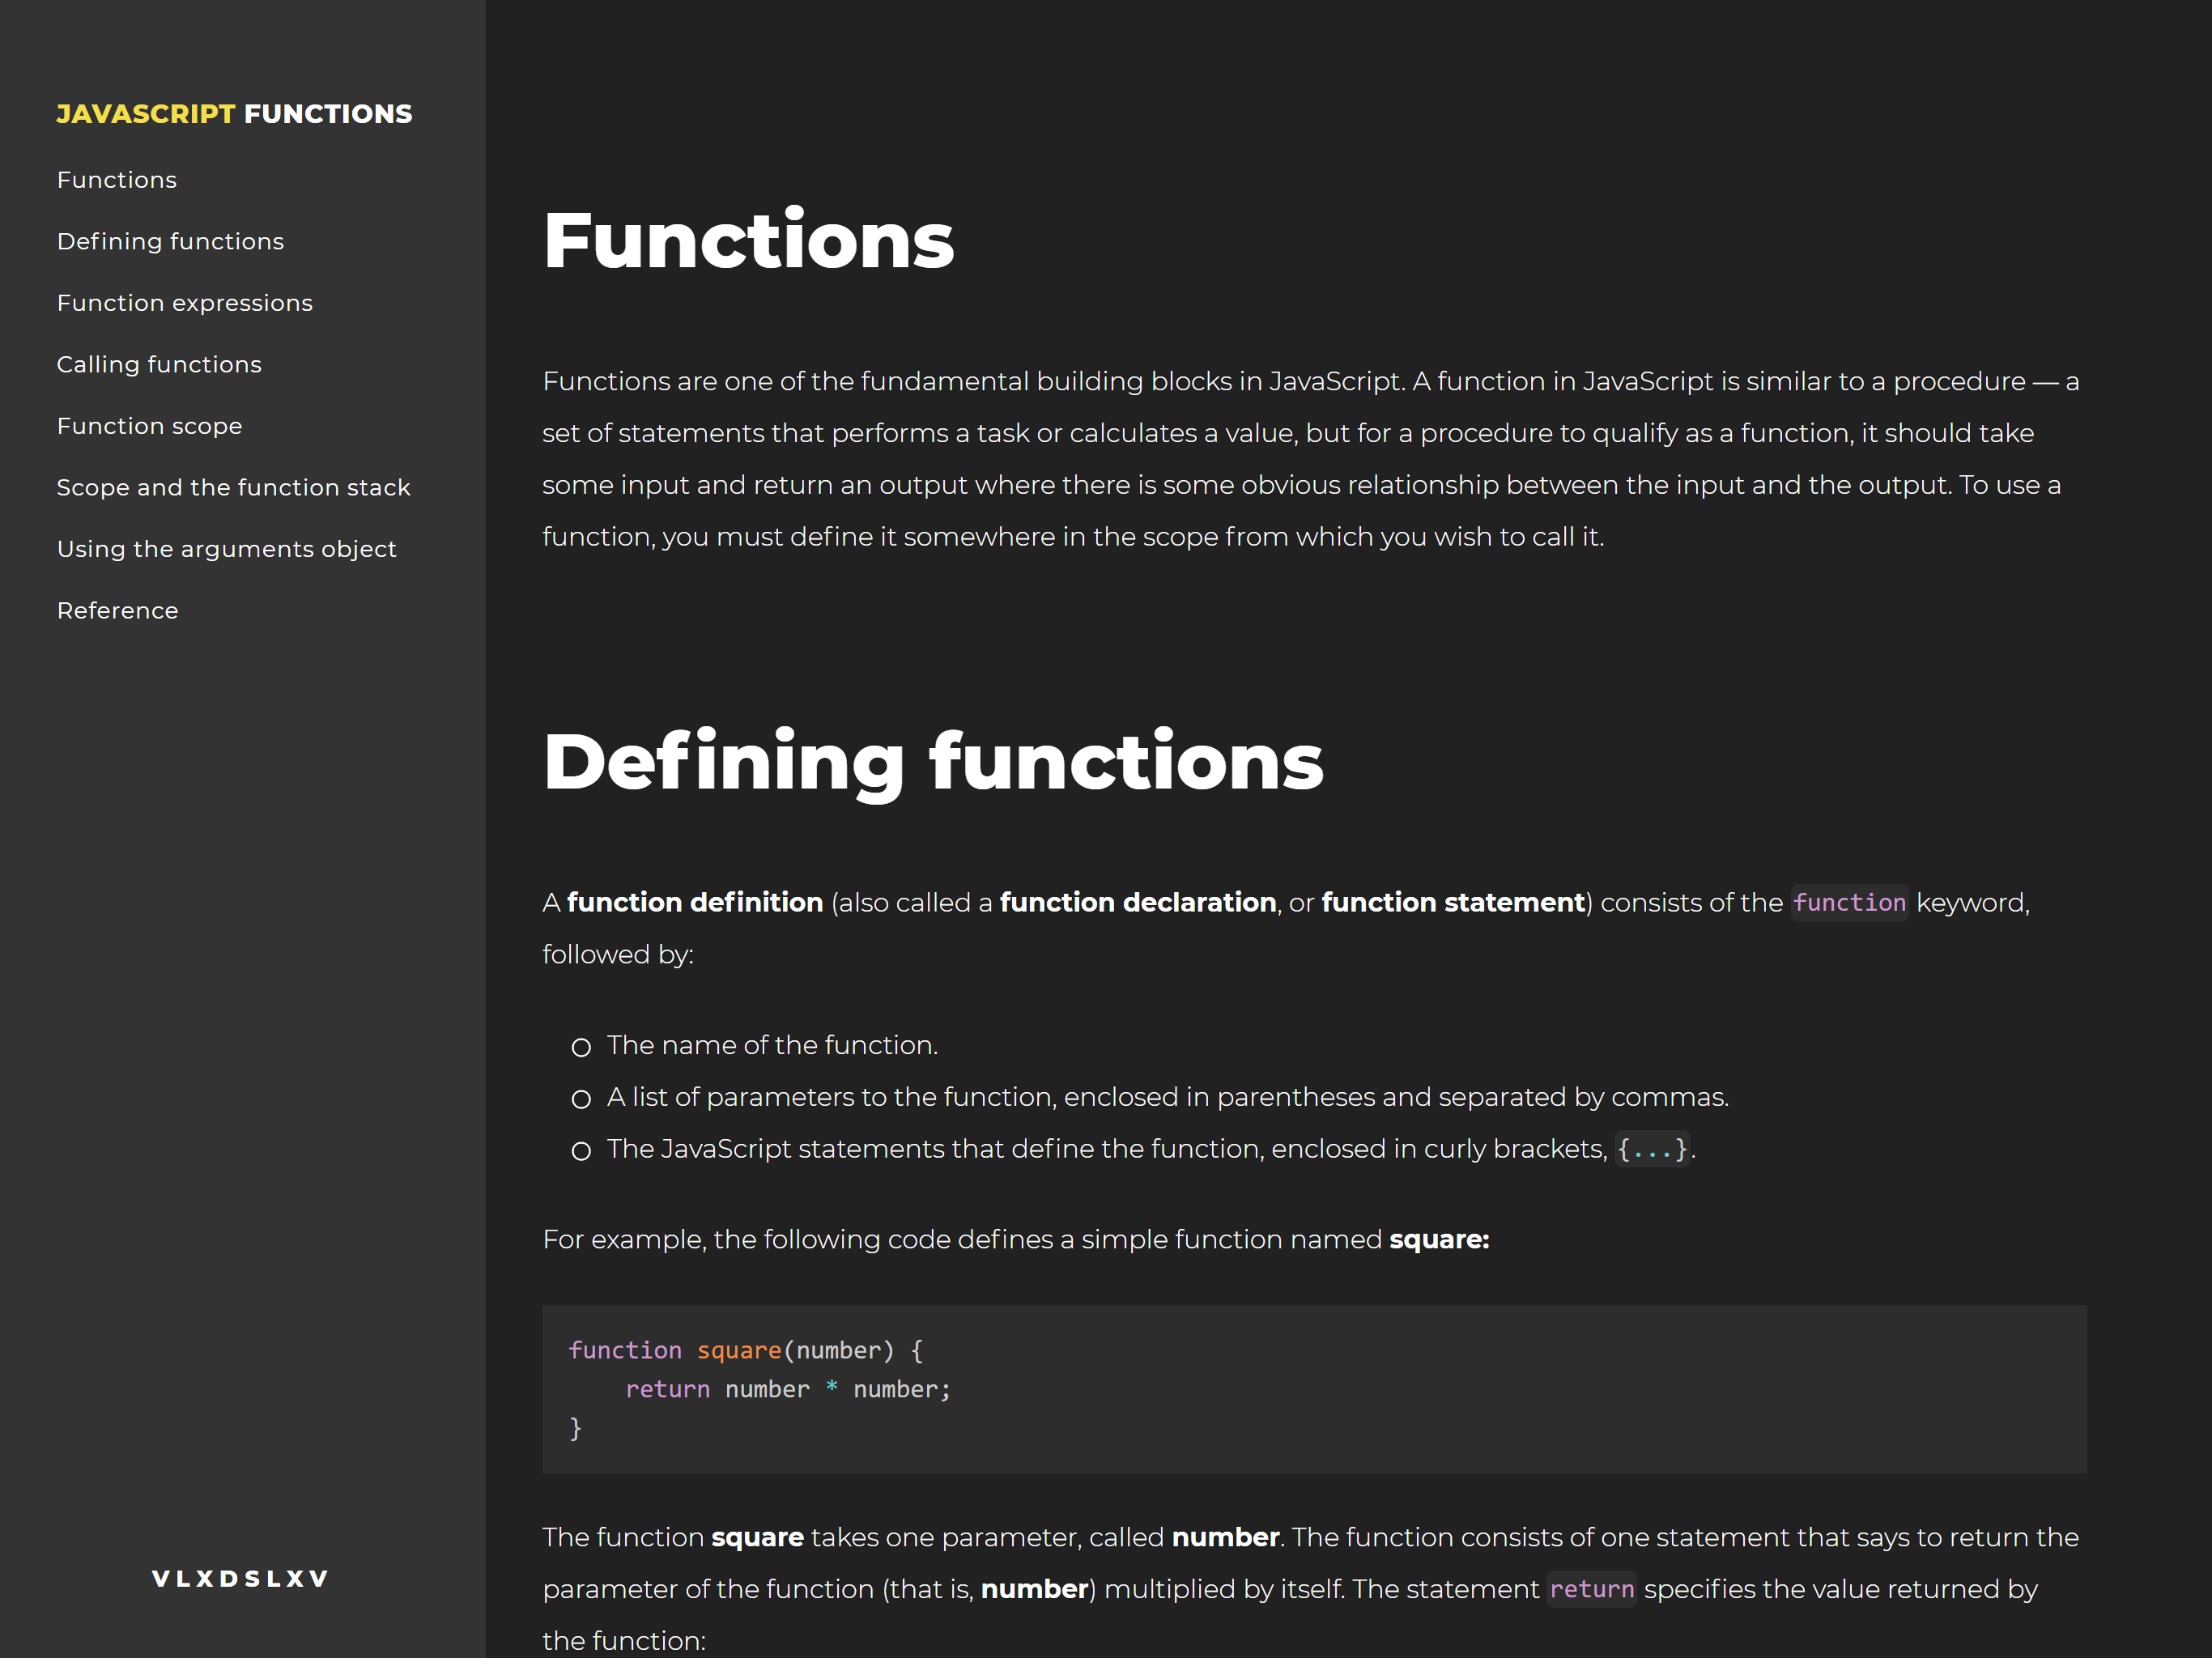 JAVASCRIPT FUNCTIONS
Functions
Defining functions
Function expressions
Calling functions
Function scope
Scope and the function stack
Using the arguments object
Reference
VLXDSLXV
Functions
Functions are one of the fundamental building blocks in JavaScript. A function in JavaScript is similar to a procedure — a
set of statements that performs a task or calculates a value, but for a procedure to qualify as a function, it should take
some input and return an output where there is some obvious relationship between the input and the output. To use a
function, you must define it somewhere in the scope from which you wish to call it.
Defining functions
A function definition (also called a function declaration, or function statement) consists of the function keyword,
followed by:
The name of the function.
A list of parameters to the function, enclosed in parentheses and separated by commas.
The JavaScript statements that define the function, enclosed in curly brackets, {...}.
For example, the following code defines a simple function named square:
function square(number) {
    return number * number;
}
The function square takes one parameter, called number. The function consists of one statement that says to return the
parameter of the function (that is, number) multiplied by itself. The statement return specifies the value returned by
the function: